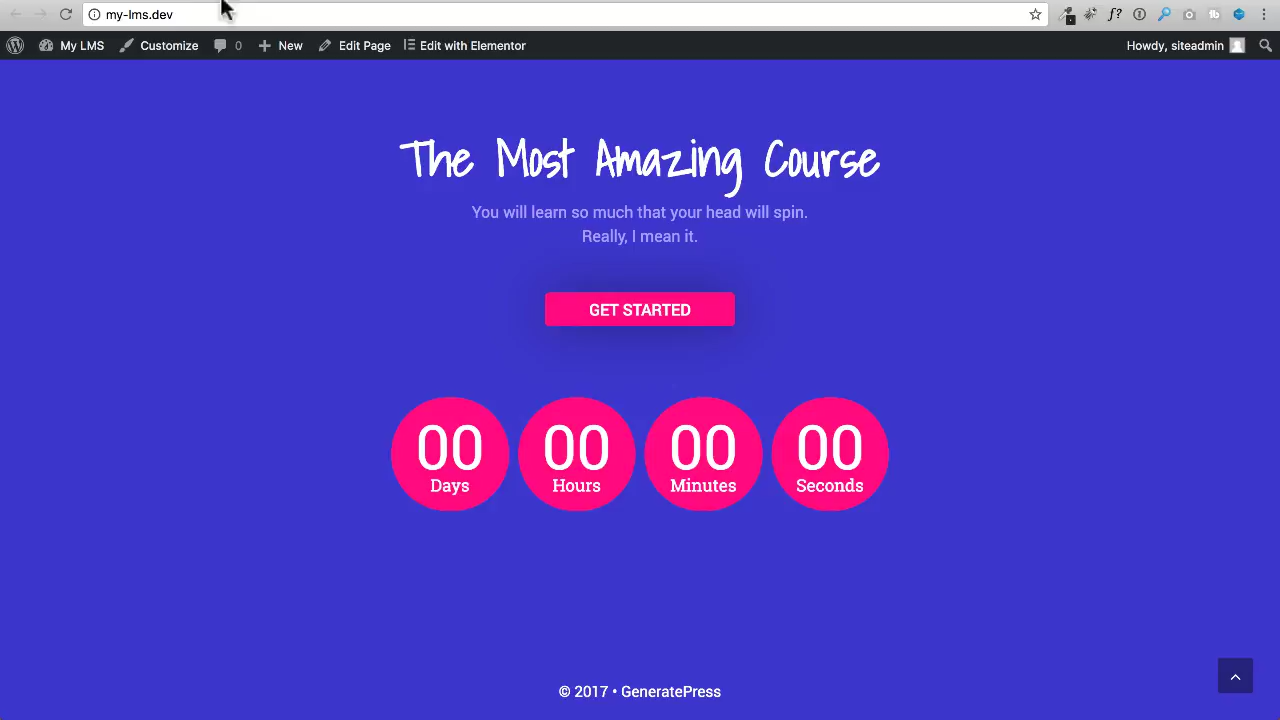 my-lms.dev
My LMS Customize 0 New Edit Page Edit with Elementor Howdy, siteadmin
The Most Amazing Course
You will learn so much that your head will spin.
Really, I mean it.
GET STARTED
00 00 00 00
Days Hours Minutes Seconds
© 2017 • GeneratePress